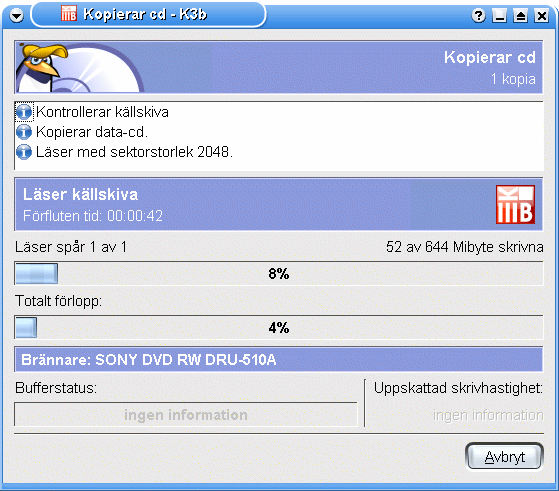 Kopierar cd - K3b
Kopierar cd
1 kopia
Kontrollerar källskiva
Kopierar data-cd.
Läser med sektorstorlek 2048.
Läser källskiva
Förfluten tid: 00:00:42
Läser spår 1 av 1
52 av 644 Mibyte skrivna
8%
Totalt förlopp:
4%
Brännare: SONY DVD RW DRU-510A
Bufferstatus:
Uppskattad skrivhastighet:
ingen information
ingen information
Avbryt